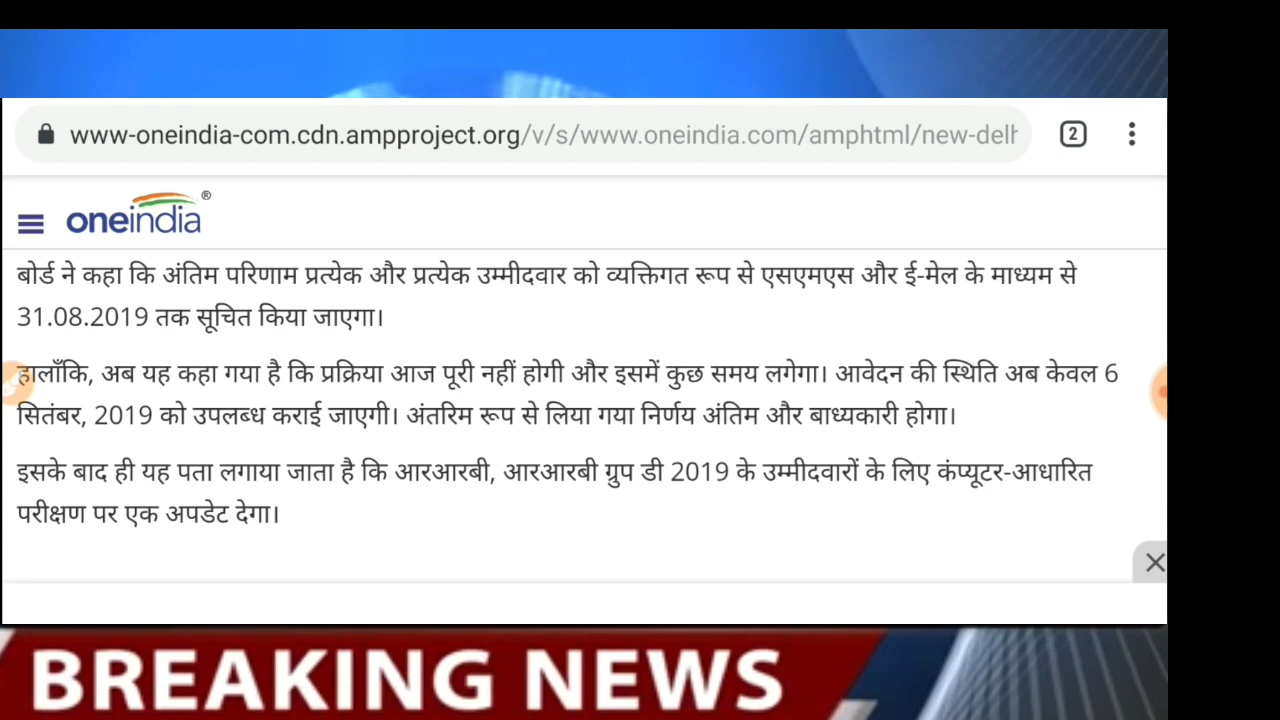 www-oneindia-com.cdn.ampproject.org/v/s/www.oneindia.com/amphtml/new-delh
2
oneindia®
बोर्ड ने कहा कि अंतिम परिणाम प्रत्येक और प्रत्येक उम्मीदवार को व्यक्तिगत रूप से एसएमएस और ई-मेल के माध्यम से
31.08.2019 तक सूचित किया जाएगा।
हालाँकि, अब यह कहा गया है कि प्रक्रिया आज पूरी नहीं होगी और इसमें कुछ समय लगेगा। आवेदन की स्थिति अब केवल 6
सितंबर, 2019 को उपलब्ध कराई जाएगी। अंतरिम रूप से लिया गया निर्णय अंतिम और बाध्यकारी होगा।
इसके बाद ही यह पता लगाया जाता है कि आरआरबी, आरआरबी ग्रुप डी 2019 के उम्मीदवारों के लिए कंप्यूटर-आधारित
परीक्षण पर एक अपडेट देगा।
BREAKING NEWS